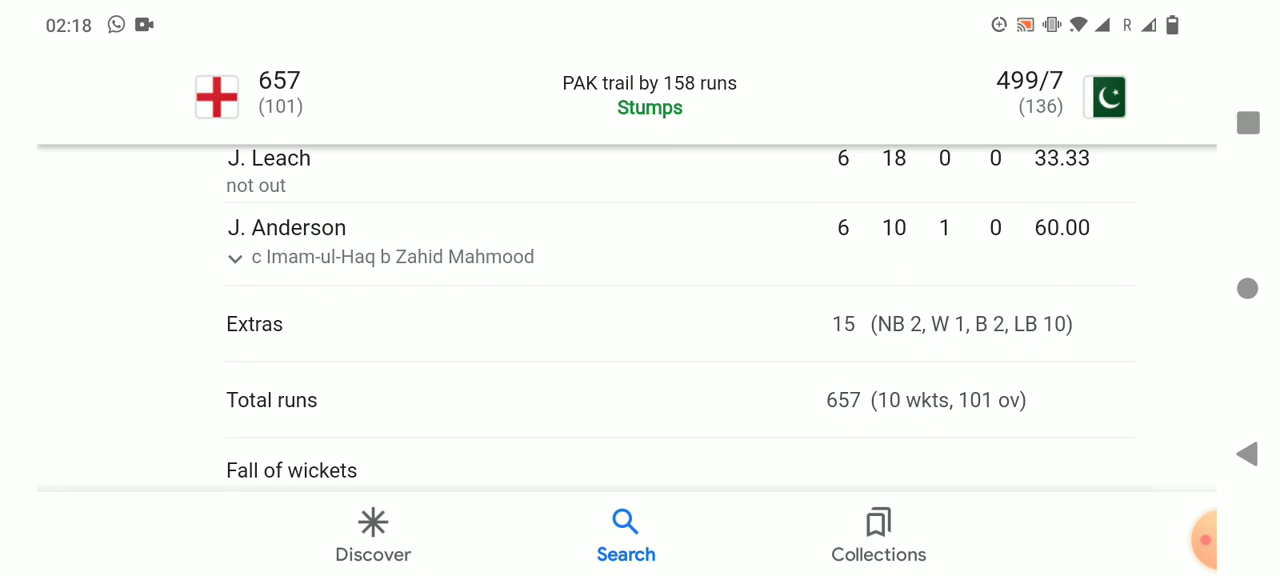 02:18 R
657 PAK trail by 158 runs 499/7
(101) Stumps (136)
J. Leach 6 18 0 0 33.33
not out
J. Anderson 6 10 1 0 60.00
c Imam-ul-Haq b Zahid Mahmood
Extras 15 (NB 2, W 1, B 2, LB 10)
Total runs 657 (10 wkts, 101 ov)
Fall of wickets
Discover Search Collections